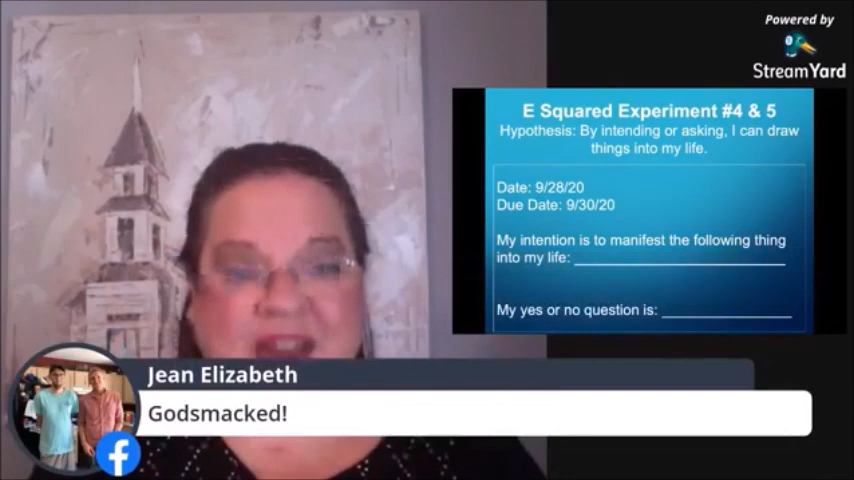 Powered by
StreamYard
E Squared Experiment #4 & 5
Hypothesis: By intending or asking, I can draw
things into my life.
Date: 9/28/20
Due Date: 9/30/20
My intention is to manifest the following thing
into my life: ____________________
My yes or no question is: ____________
Jean Elizabeth
Godsmacked!